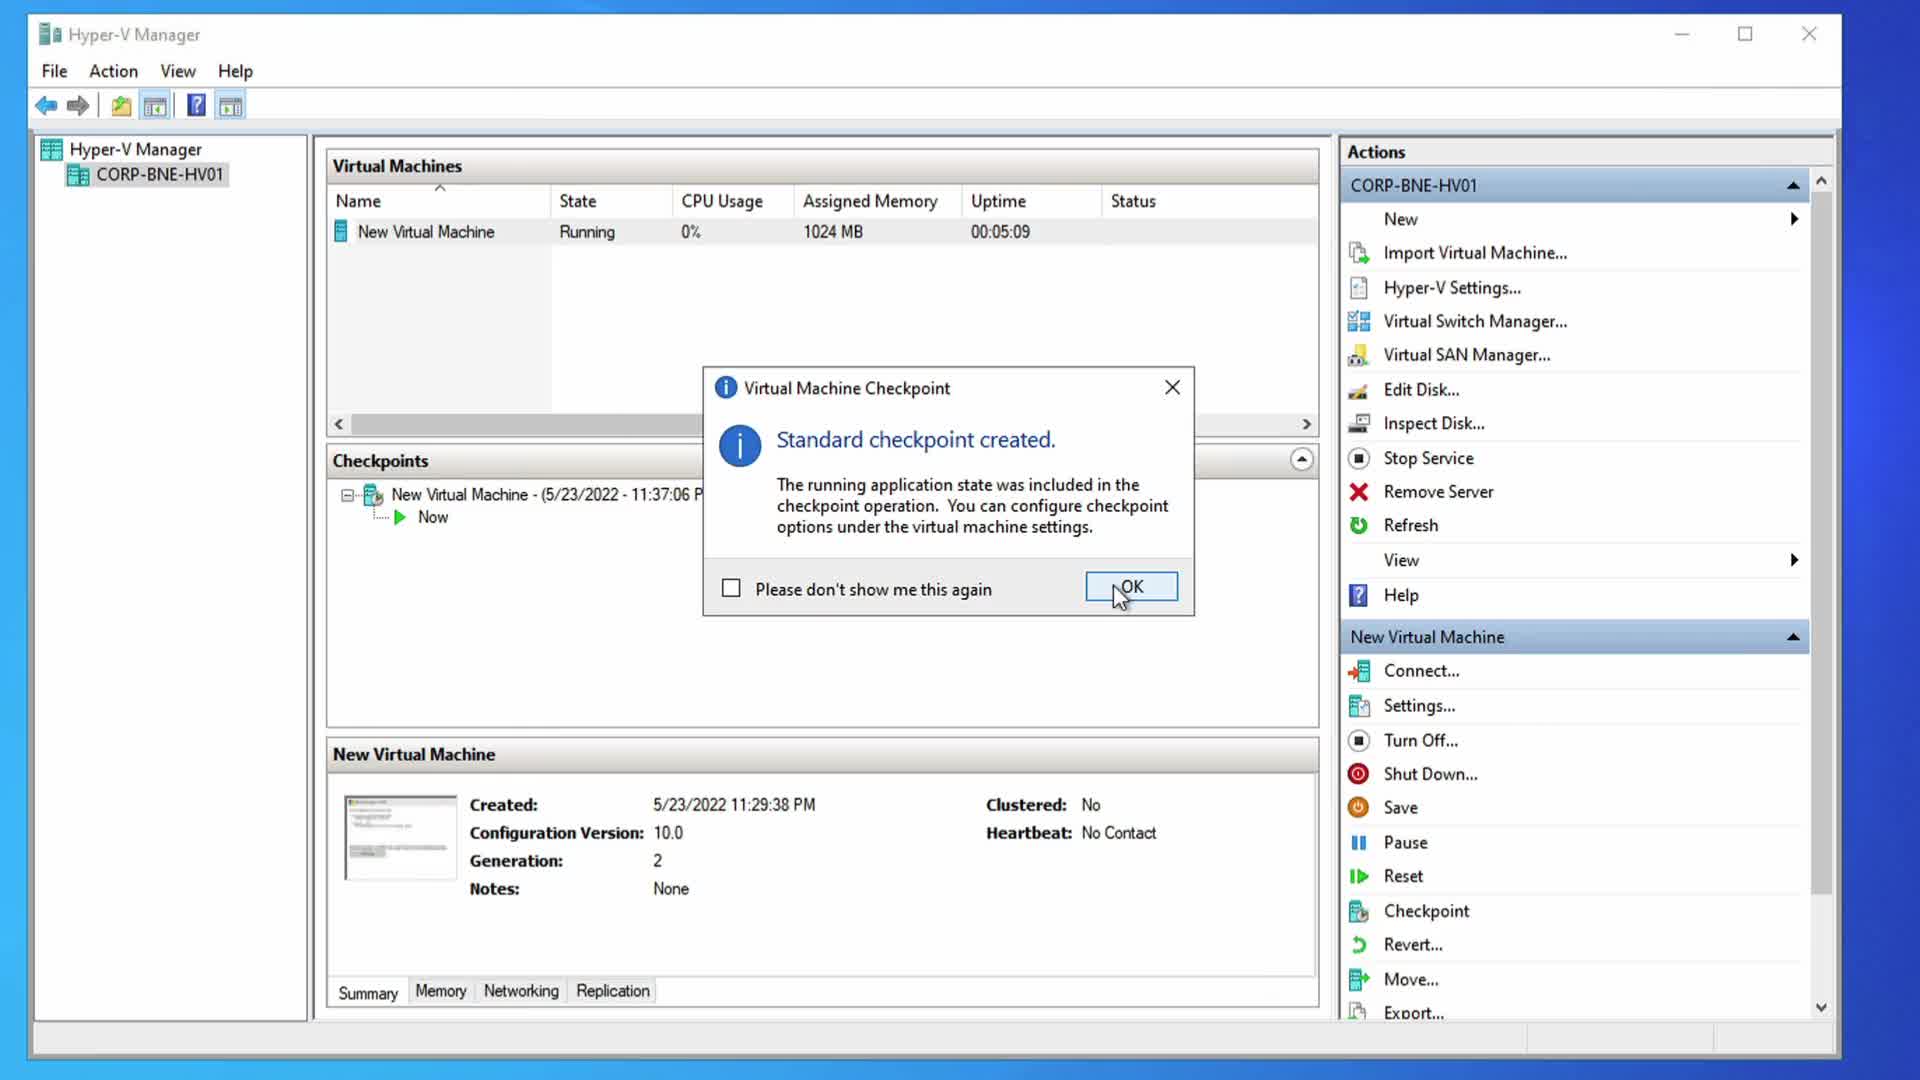 Hyper-V Manager
File Action View Help
Hyper-V Manager
CORP-BNE-HV01
Virtual Machines
Name State CPU Usage Assigned Memory Uptime Status
New Virtual Machine Running 0% 1024 MB 00:05:09
Checkpoints
New Virtual Machine - (5/23/2022 - 11:37:06 P
Now
Virtual Machine Checkpoint
Standard checkpoint created.
The running application state was included in the
checkpoint operation. You can configure checkpoint
options under the virtual machine settings.
Please don't show me this again
OK
New Virtual Machine
Created: 5/23/2022 11:29:38 PM Clustered: No
Configuration Version: 10.0 Heartbeat: No Contact
Generation: 2
Notes: None
Summary Memory Networking Replication
Actions
CORP-BNE-HV01
New
Import Virtual Machine...
Hyper-V Settings...
Virtual Switch Manager...
Virtual SAN Manager...
Edit Disk...
Inspect Disk...
Stop Service
Remove Server
Refresh
View
Help
New Virtual Machine
Connect...
Settings...
Turn Off...
Shut Down...
Save
Pause
Reset
Checkpoint
Revert...
Move...
Export...